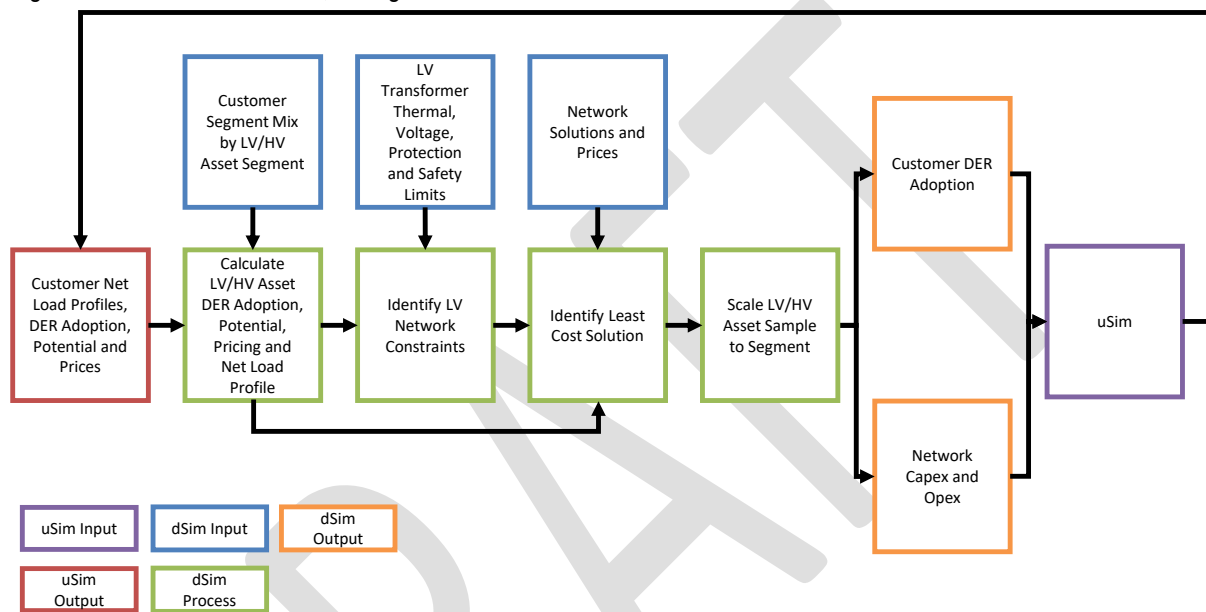 Customer
Segment Mix
by LV/HV
Asset Segment
LV
Transformer
Thermal,
Voltage,
Protection
and Safety
Limits
Network
Solutions and
Prices
Customer DER
Adoption
Customer Net
Load Profiles,
DER Adoption,
Potential and
Prices
Calculate
LV/HV Asset
DER Adoption,
Potential,
Pricing and
Net Load
Profile
Identify LV
Network
Constraints
Identify Least
Cost Solution
Scale LV/HV
Asset Sample
to Segment
uSim
Network
Capex and
Opex
uSim Input
dSim Input
dSim
Output
uSim
Output
dSim
Process
DRAFT